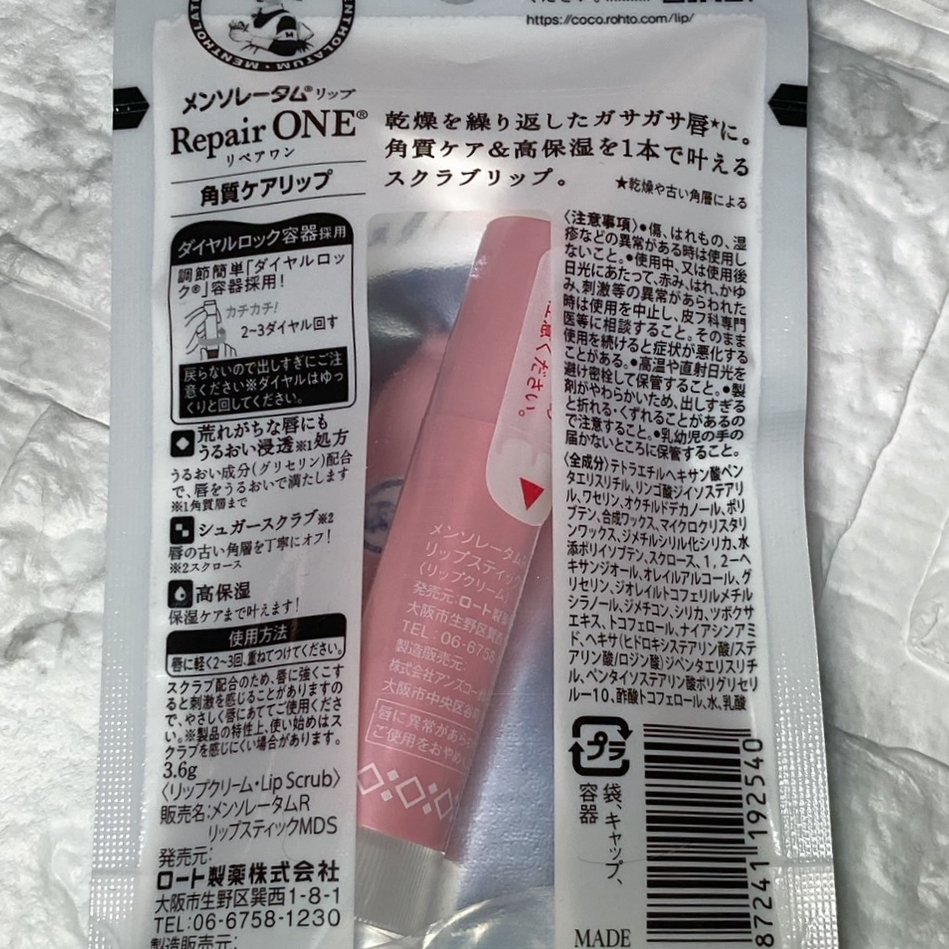 MENTHOLATUM • MENTHOLATUM
https://coco.rohto.com/lip/
メンソレータム®リップ
Repair ONE®
リペアワン
角質ケアリップ
乾燥を繰り返したガサガサ唇★に。
角質ケア&高保湿を1本で叶える
スクラブリップ。
★乾燥や古い角層による
ダイヤルロック容器採用
調節簡単「ダイヤルロッ
ク®」容器採用!
カチカチ!
2~3ダイヤル回す
戻らないので出しすぎにご注
意ください※ダイヤルはゆっ
くりと回してください。
荒れがちな唇にも
うるおい浸透※1処方
うるおい成分(グリセリン)配合
で、唇をうるおいで満たします
※1角質層まで
シュガースクラブ※2
唇の古い角層を丁寧にオフ!
※2スクロース
高保湿
保湿ケアまで叶えます!
使用方法
唇に軽く2~3回、重ねてつけてください。
スクラブ配合のため、唇に強くこす
ると刺激を感じることがありますの
で、やさしく唇にあててご使用くださ
い。※製品の特性上、使い始めはス
クラブを感じにくい場合があります。
3.6g
〈リップクリーム・Lip Scrub〉
販売名:メンソレータムR
リップスティックMDS
発売元:
ロート製薬株式会社
大阪市生野区巽西1-8-1
TEL:06-6758-1230
製造販売元:
ください。
メンソレータム
リップスティック
〈リップクリーム
発売元:ロート製薬
大阪市生野区巽西
TEL:06-6758
製造販売元:
株式会社アンズコー
大阪市中央区谷町
唇に異常があら
ご使用をおやめ
〈注意事項〉●傷、はれもの、湿
疹などの異常がある時は使用し
ないこと。●使用中、又は使用後
日光にあたって、赤み、はれ、かゆ
み、刺激等の異常があらわれた
時は使用を中止し、皮フ科専門
医等に相談すること。そのまま
使用を続けると症状が悪化する
ことがある。●高温や直射日光を
避け密栓して保管すること。●製
剤がやわらかいため、出しすぎる
と折れる・くずれることがあるの
で注意すること。●乳幼児の手の
届かないところに保管すること。
〈全成分〉テトラエチルヘキサン酸ペン
タエリスリチル、リンゴ酸ジイソステアリ
ル、ワセリン、オクチルドデカノール、ポリ
ブテン、合成ワックス、マイクロクリスタリ
ンワックス、ジメチルシリル化シリカ、水
添ポリイソブテン、スクロース、1,2-ヘ
キサンジオール、オレイルアルコール、グ
リセリン、ジオレイルトコフェリルメチル
シラノール、ジメチコン、シリカ、ツボクサ
エキス、トコフェロール、ナイアシンアミ
ド、ヘキサ(ヒドロキシステアリン酸/ステ
アリン酸/ロジン酸)ジペンタエリスリチ
ル、ペンタイソステアリン酸ポリグリセリ
ルー10、酢酸トコフェロール、水、乳酸
プラ
袋、キャップ、
容器
87241 192540
MADE